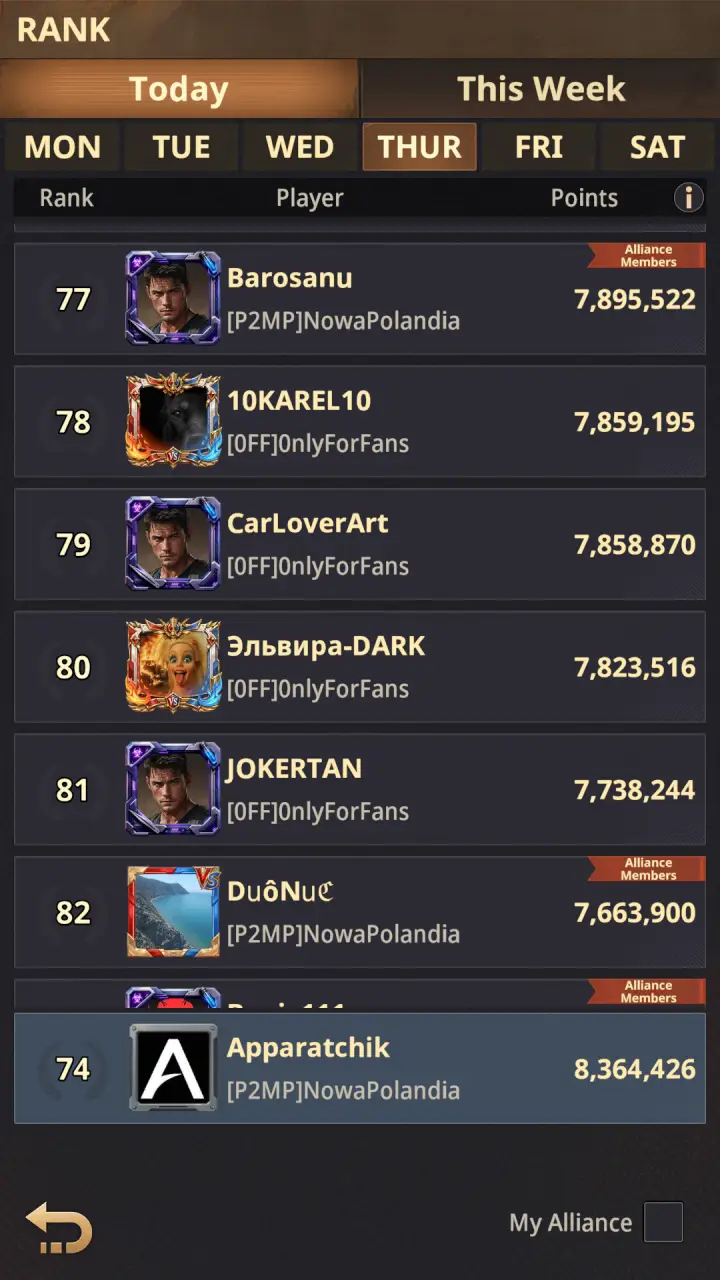 RANK
Today
This Week
MON
TUE
WED
THUR
FRI
SAT
Rank
Player
Points
Alliance
Members
77
Barosanu
[P2MP]NowaPolandia
7,895,522
78
10KAREL10
[0FF]0nlyForFans
7,859,195
79
CarLoverArt
[0FF]0nlyForFans
7,858,870
80
Эльвира-DARK
[0FF]0nlyForFans
7,823,516
81
JOKERTAN
[0FF]0nlyForFans
7,738,244
Alliance
Members
82
DuôNuℭ
[P2MP]NowaPolandia
7,663,900
Alliance
Members
74
Apparatchik
[P2MP]NowaPolandia
8,364,426
My Alliance